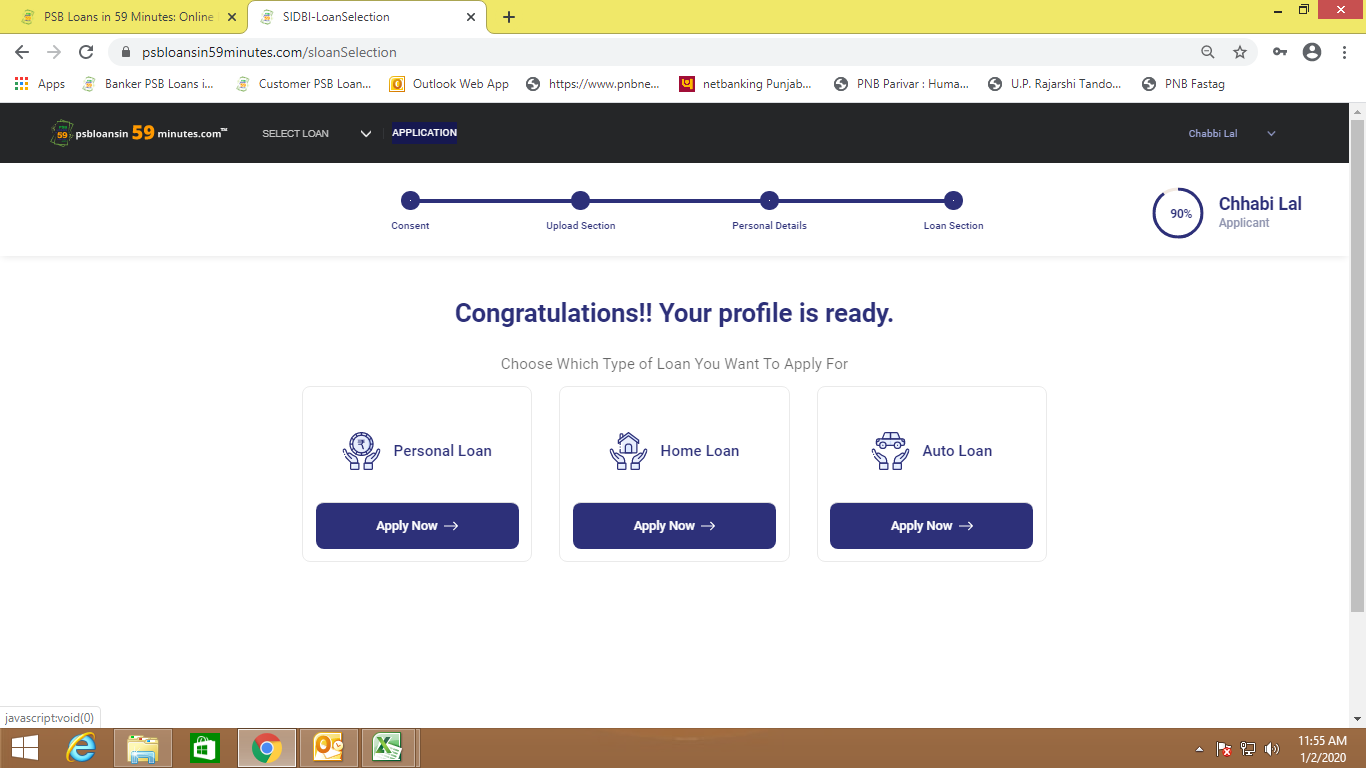 PSB Loans in 59 Minutes: Online
SIDBI-LoanSelection
psbloansin59minutes.com/sloanSelection
Apps
Banker PSB Loans i...
Customer PSB Loan...
Outlook Web App
https://www.pnbne...
netbanking Punjab...
PNB Parivar : Huma...
U.P. Rajarshi Tando...
PNB Fastag
psbloansin 59 minutes.com™
SELECT LOAN
APPLICATION
Chabbi Lal
Consent
Upload Section
Personal Details
Loan Section
90%
Chhabi Lal
Applicant
Congratulations!! Your profile is ready.
Choose Which Type of Loan You Want To Apply For
Personal Loan
Home Loan
Auto Loan
Apply Now
Apply Now
Apply Now
javascript:void(0)
11:55 AM
1/2/2020